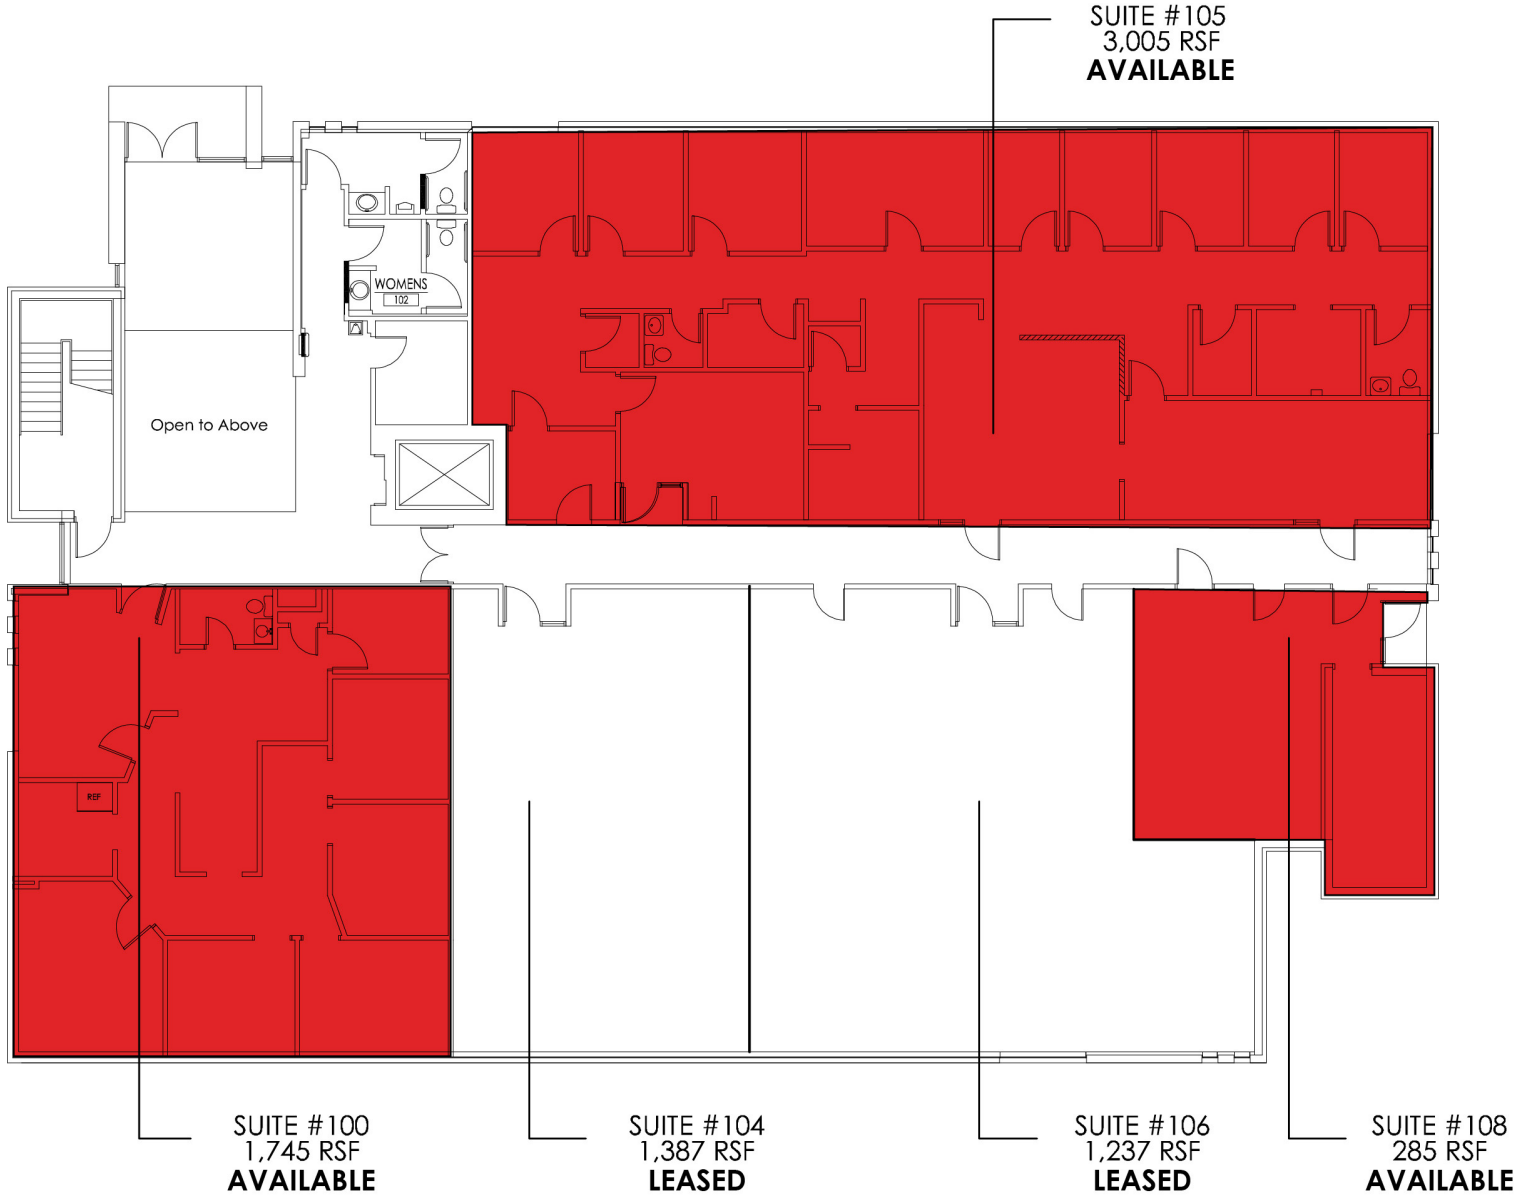 SUITE #105
3,005 RSF
AVAILABLE
WOMENS
102
Open to Above
REF
SUITE #100
1,745 RSF
AVAILABLE
SUITE #104
1,387 RSF
LEASED
SUITE #106
1,237 RSF
LEASED
SUITE #108
285 RSF
AVAILABLE